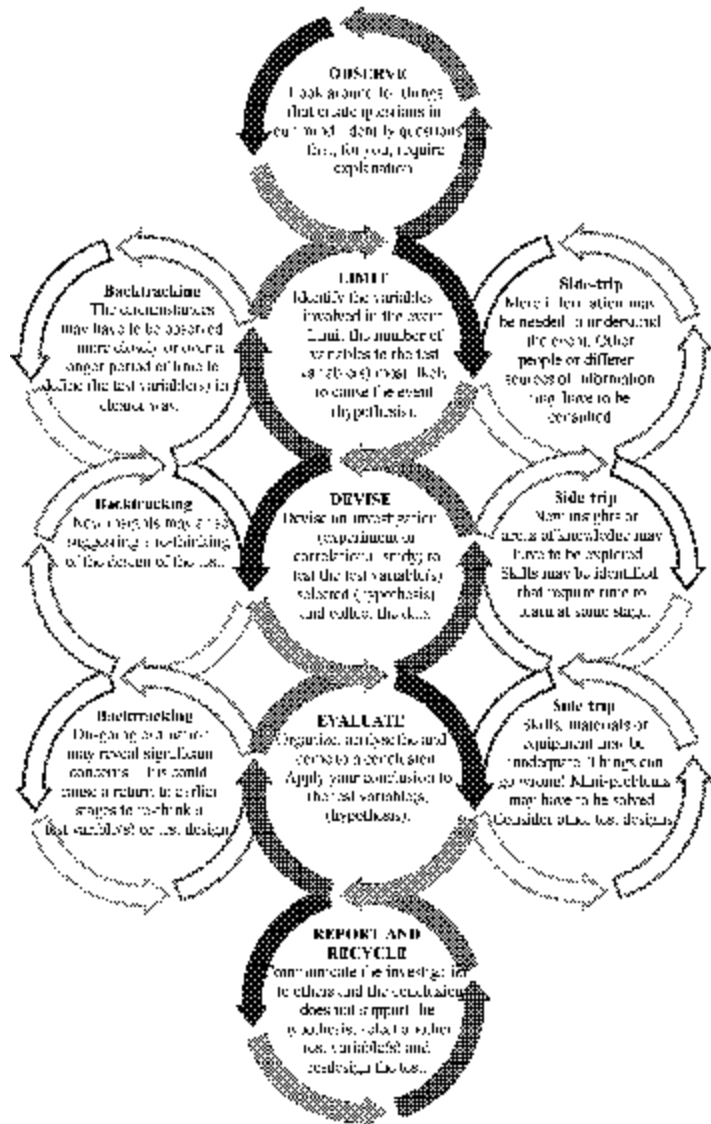 OBSERVE
Look around for things
that create questions in
your mind. Identify questions
that, for you, require
explanation
Backtracking
The circumstances
may have to be observed
more closely or over a
longer period of time to
define the test variable(s) in
way.
LIMIT
Identify the variables
involved in the event
Limit the number of
variables to the test
variable(s) most likely
to cause the event
(hypothesis).
Side-trip
More information may
be needed to understand
the event. Other
people or different
sources of information
may have to be
consulted
Backtracking
New insights may arise
suggesting a re-thinking
of the design of the test.
DEVISE
Devise an investigation
(experiment or
correlational study) to
test the test variable(s)
selected (hypothesis)
and collect the data.
Side trip
New insights or
areas of knowledge may
have to be explored
Skills may be identified
that require time to
learn at some stage.
Backtracking
On-going evaluation
may reveal significant
concerns. This could
cause a return to earlier
stages to re-think a
test variable(s) or test design
EVALUATE
Organize, analyse the and
come to a conclusion
Apply your conclusion to
the test variable(s)
(hypothesis).
Side trip
Skills, materials or
equipment may be
inadequate. Things can
go wrong! Mini-problems
may have to be solved
Consider other test designs.
REPORT AND
RECYCLE
Communicate the investigation
to others and the conclusion
does not support the
hypothesis, select another
test variable(s) and
redesign the test.